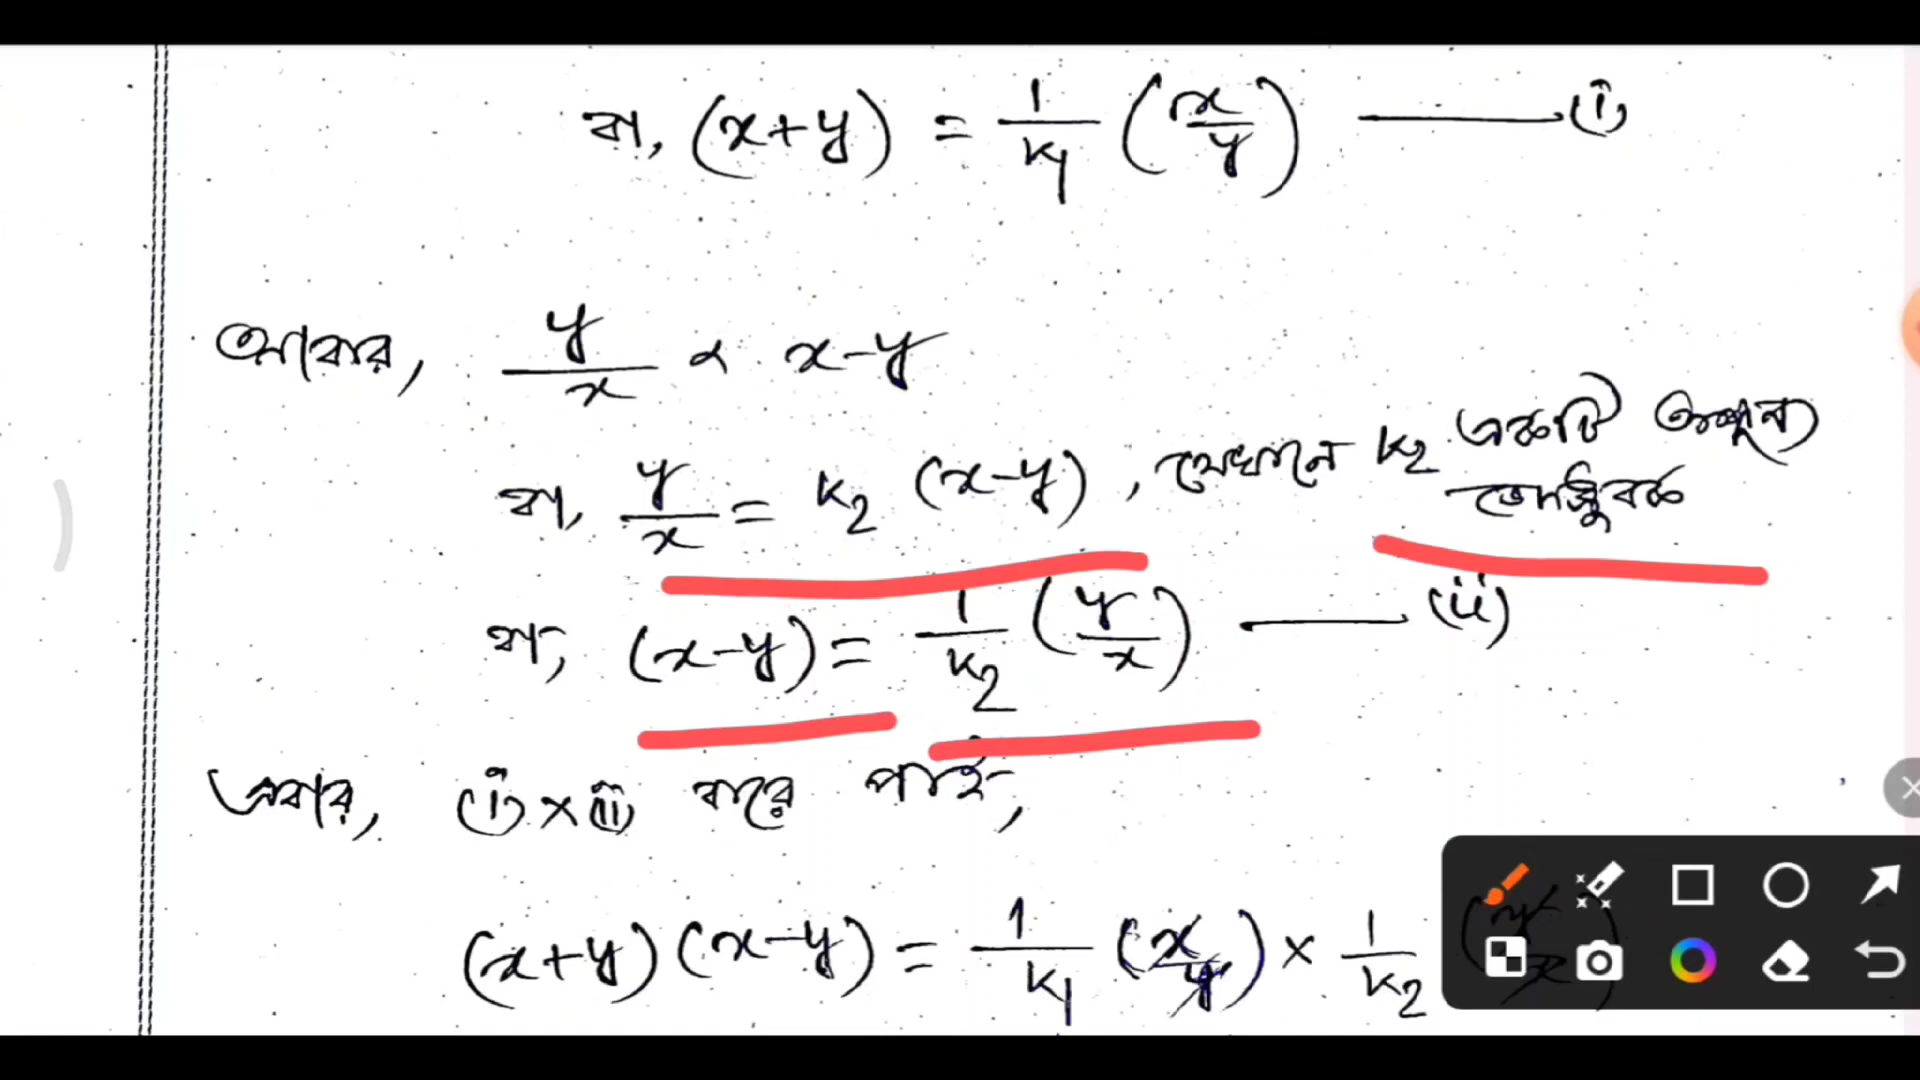 বা, (x+y) = 1/k1 (x/y) ——— (i)
আবার, y/x ∝ x-y
বা, y/x = k2 (x-y), যেখানে k2 একটি অশূন্য ভেদধ্রুবক
বা, (x-y) = 1/k2 (y/x) ——— (ii)
এবার, (i)×(ii) করে পাই,
(x+y)(x-y) = 1/k1 (x/y) × 1/k2